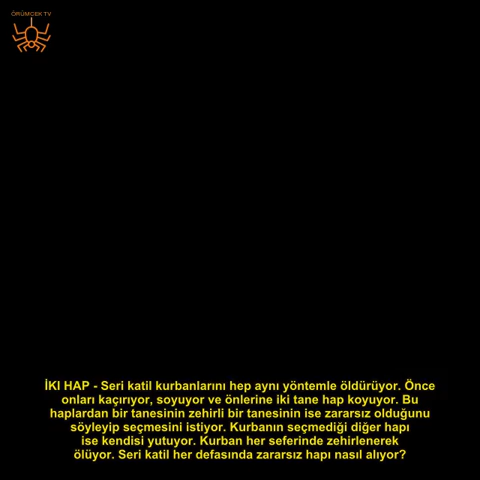 ÖRÜMCEK TV
İKİ HAP - Seri katil kurbanlarını hep aynı yöntemle öldürüyor. Önce
onları kaçırıyor, soyuyor ve önlerine iki tane hap koyuyor. Bu
haplardan bir tanesinin zehirli bir tanesinin ise zararsız olduğunu
söyleyip seçmesini istiyor. Kurbanın seçmediği diğer hapı
ise kendisi yutuyor. Kurban her seferinde zehirlenerek
ölüyor. Seri katil her defasında zararsız hapı nasıl alıyor?